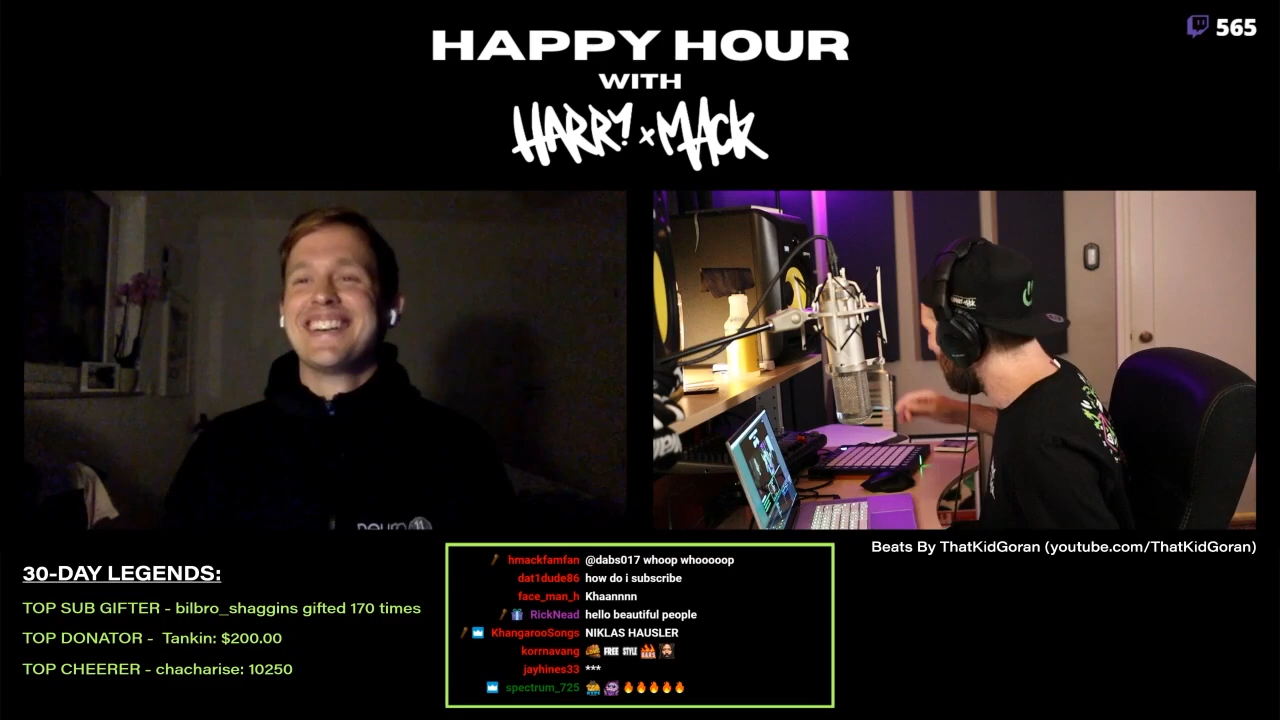 HAPPY HOUR
WITH
HARRY x MACK
565
Beats By ThatKidGoran (youtube.com/ThatKidGoran)
30-DAY LEGENDS:
TOP SUB GIFTER - bilbro_shaggins gifted 170 times
TOP DONATOR - Tankin: $200.00
TOP CHEERER - chacharise: 10250
hmackfamfan @dabs017 whoop whooooop
dat1dude86 how do i subscribe
face_man_h Khaannnn
RickNead hello beautiful people
KhangarooSongs NIKLAS HAUSLER
korrnavang FREE STYLE BARS
jayhines33 ***
spectrum_725